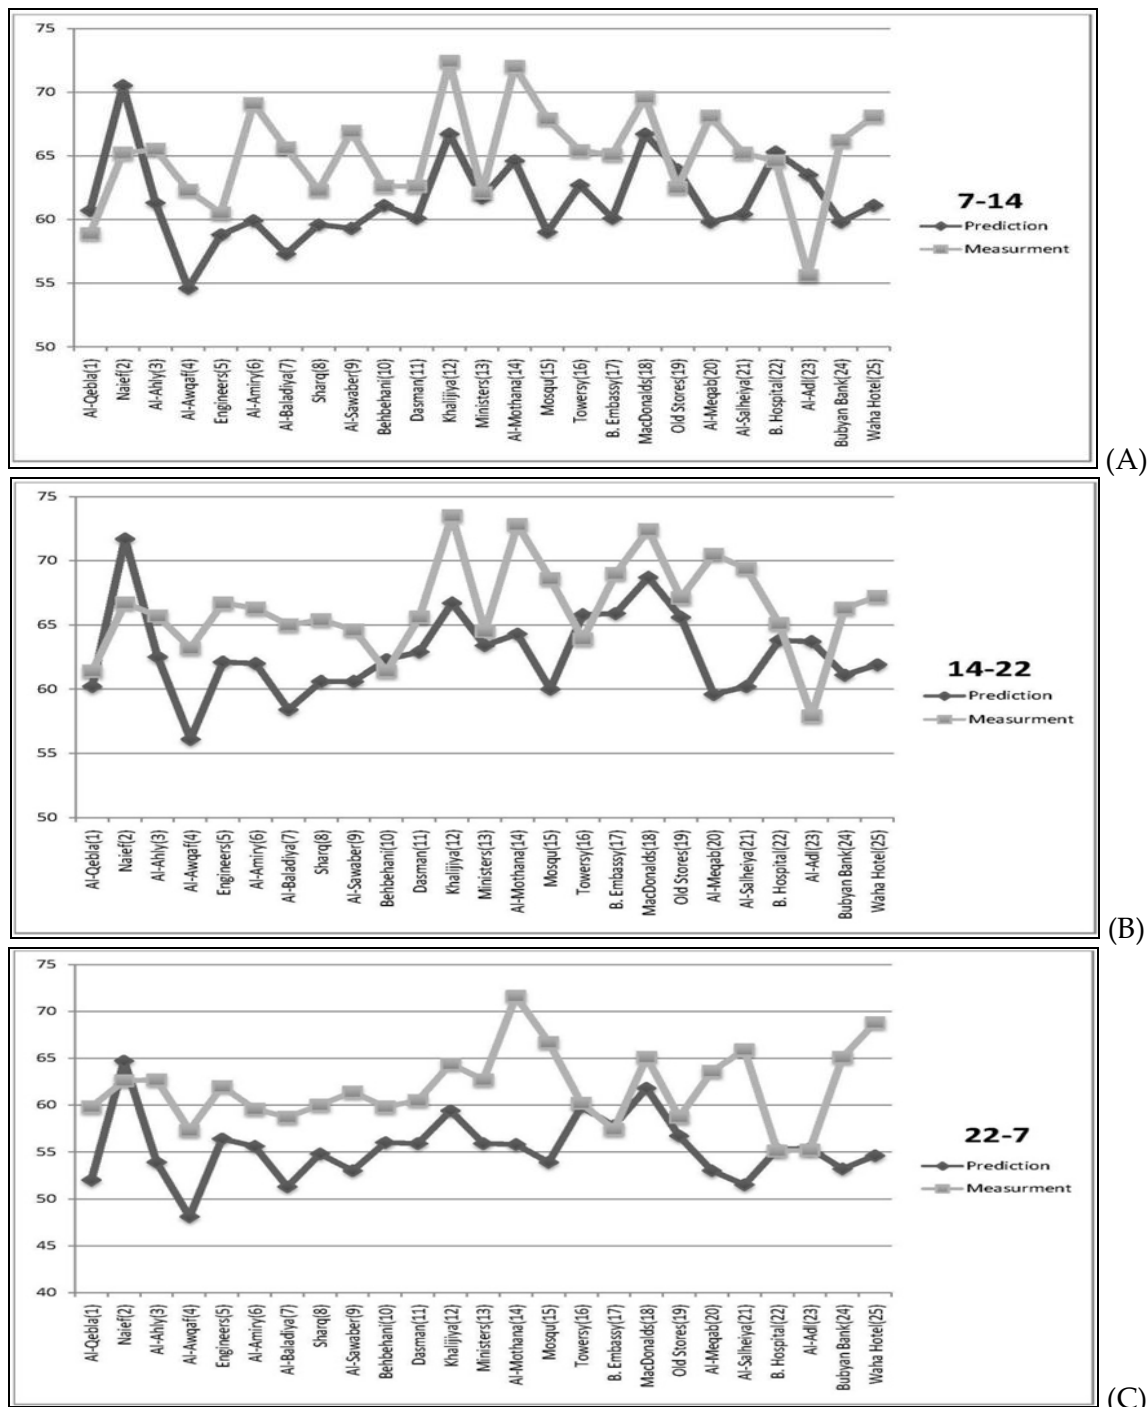 75
70
65
60
55
50
Al-Qebla(1)
Naief(2)
Al-Ahly(3)
Al-Awqaf(4)
Engineers(5)
Al-Amiry(6)
Al-Baladiya(7)
Sharq(8)
Al-Sawaber(9)
Behbehani(10)
Dasman(11)
Khalijiya(12)
Ministers(13)
Al-Mothana(14)
Mosqu(15)
Towersy(16)
B. Embassy(17)
MacDonalds(18)
Old Stores(19)
Al-Meqab(20)
Al-Salheiya(21)
B. Hospital(22)
Al-Adl(23)
Bubyan Bank(24)
Waha Hotel(25)
7-14
Prediction
Measurment
(A)
75
70
65
60
55
50
Al-Qebla(1)
Naief(2)
Al-Ahly(3)
Al-Awqaf(4)
Engineers(5)
Al-Amiry(6)
Al-Baladiya(7)
Sharq(8)
Al-Sawaber(9)
Behbehani(10)
Dasman(11)
Khalijiya(12)
Ministers(13)
Al-Mothana(14)
Mosqu(15)
Towersy(16)
B. Embassy(17)
MacDonalds(18)
Old Stores(19)
Al-Meqab(20)
Al-Salheiya(21)
B. Hospital(22)
Al-Adl(23)
Bubyan Bank(24)
Waha Hotel(25)
14-22
Prediction
Measurment
(B)
75
70
65
60
55
50
45
40
Al-Qebla(1)
Naief(2)
Al-Ahly(3)
Al-Awqaf(4)
Engineers(5)
Al-Amiry(6)
Al-Baladiya(7)
Sharq(8)
Al-Sawaber(9)
Behbehani(10)
Dasman(11)
Khalijiya(12)
Ministers(13)
Al-Mothana(14)
Mosqu(15)
Towersy(16)
B. Embassy(17)
MacDonalds(18)
Old Stores(19)
Al-Meqab(20)
Al-Salheiya(21)
B. Hospital(22)
Al-Adl(23)
Bubyan Bank(24)
Waha Hotel(25)
22-7
Prediction
Measurment
(C)